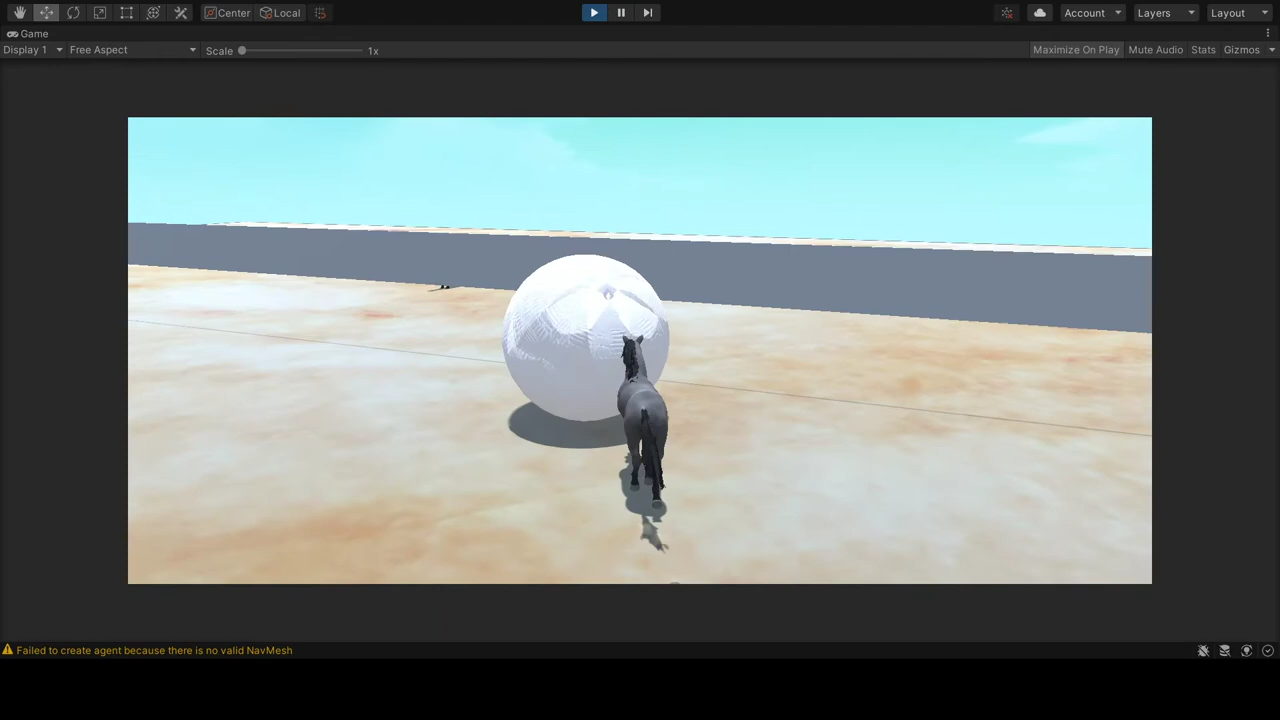 Center Local Account Layers Layout
Game
Display 1 Free Aspect Scale 1x Maximize On Play Mute Audio Stats Gizmos
Failed to create agent because there is no valid NavMesh